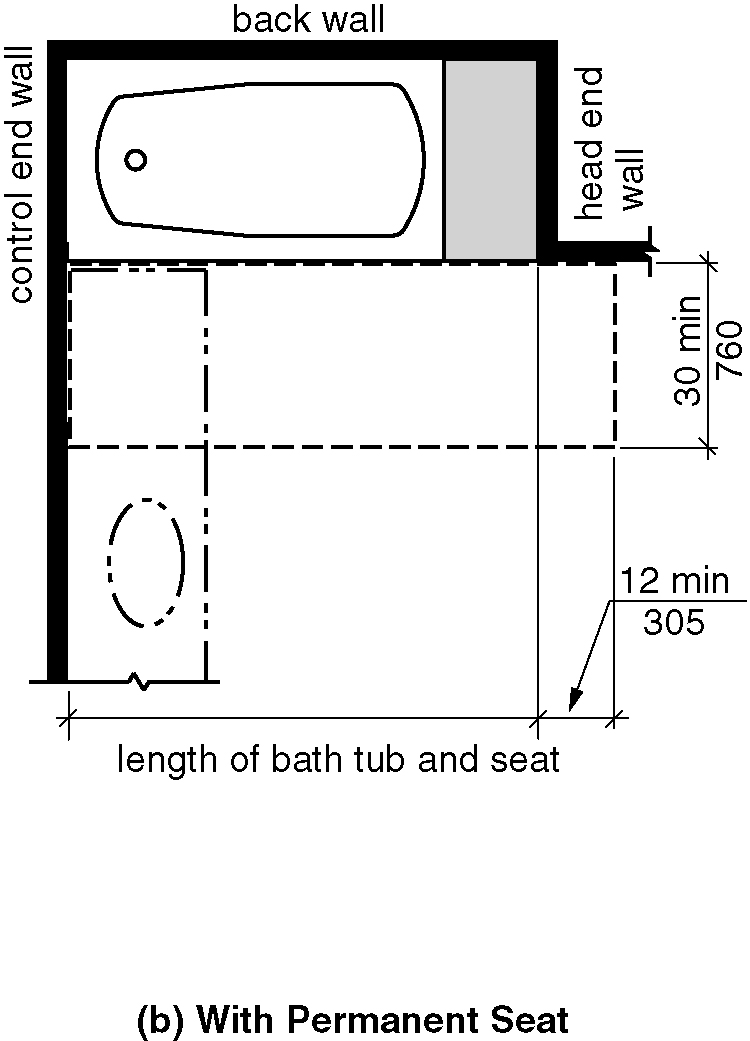 back wall
control end wall
head end
wall
30 min
760
12 min
305
length of bath tub and seat
(b) With Permanent Seat